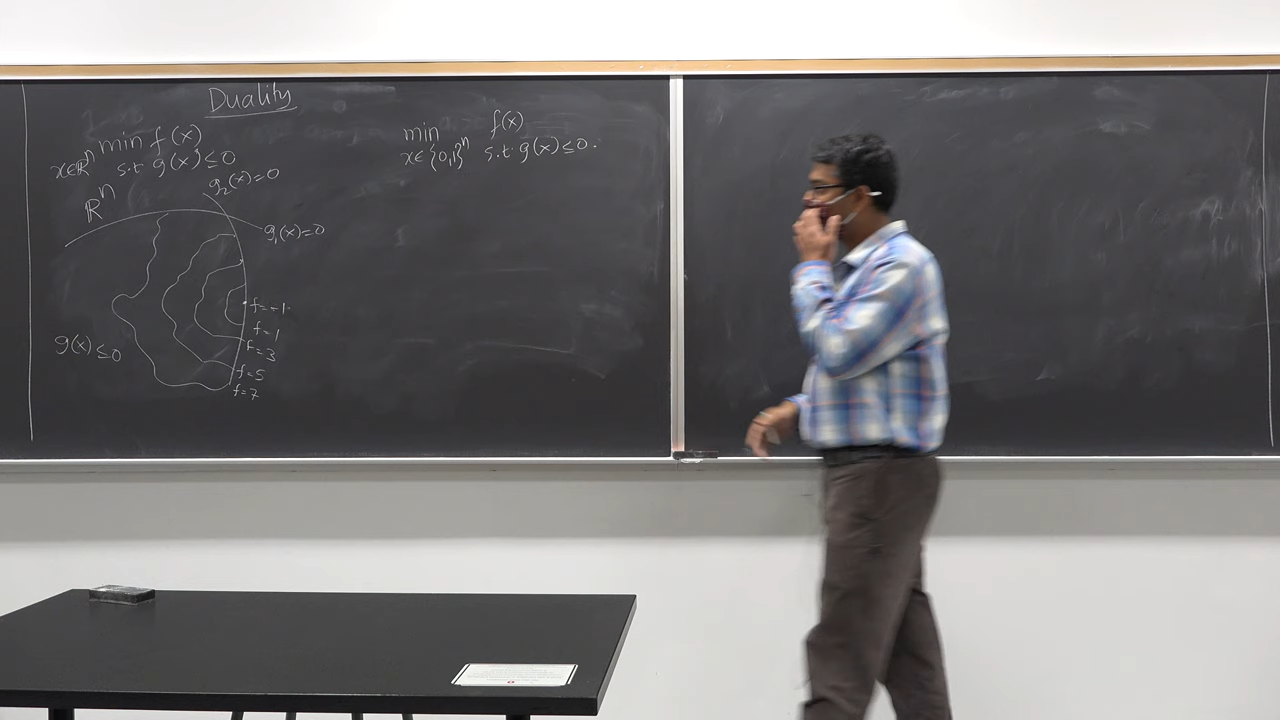 Duality
min f(x)
x∈ℝⁿ s.t g(x) ≤ 0
ℝⁿ
g₂(x)=0
g₁(x)=0
f=-1
f=1
f=3
f=5
f=7
g(x) ≤ 0
min f(x)
x∈{0,1}ⁿ s.t. g(x) ≤ 0.